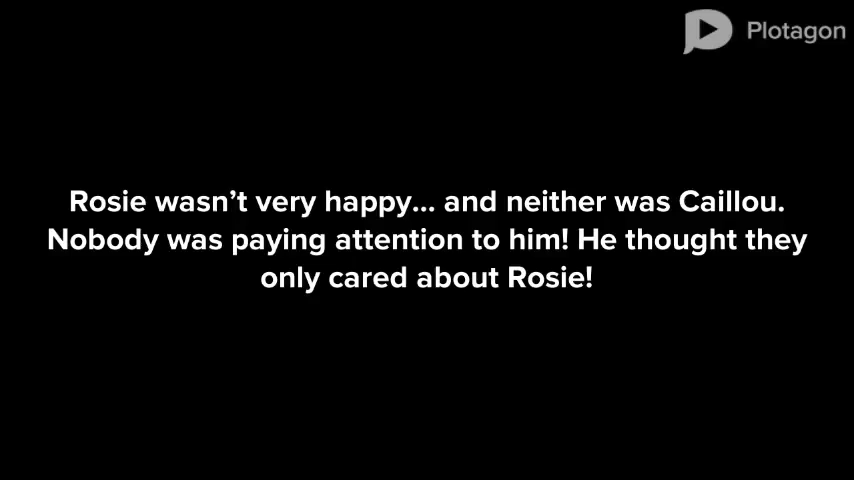 Plotagon
Rosie wasn’t very happy... and neither was Caillou.
Nobody was paying attention to him! He thought they
only cared about Rosie!